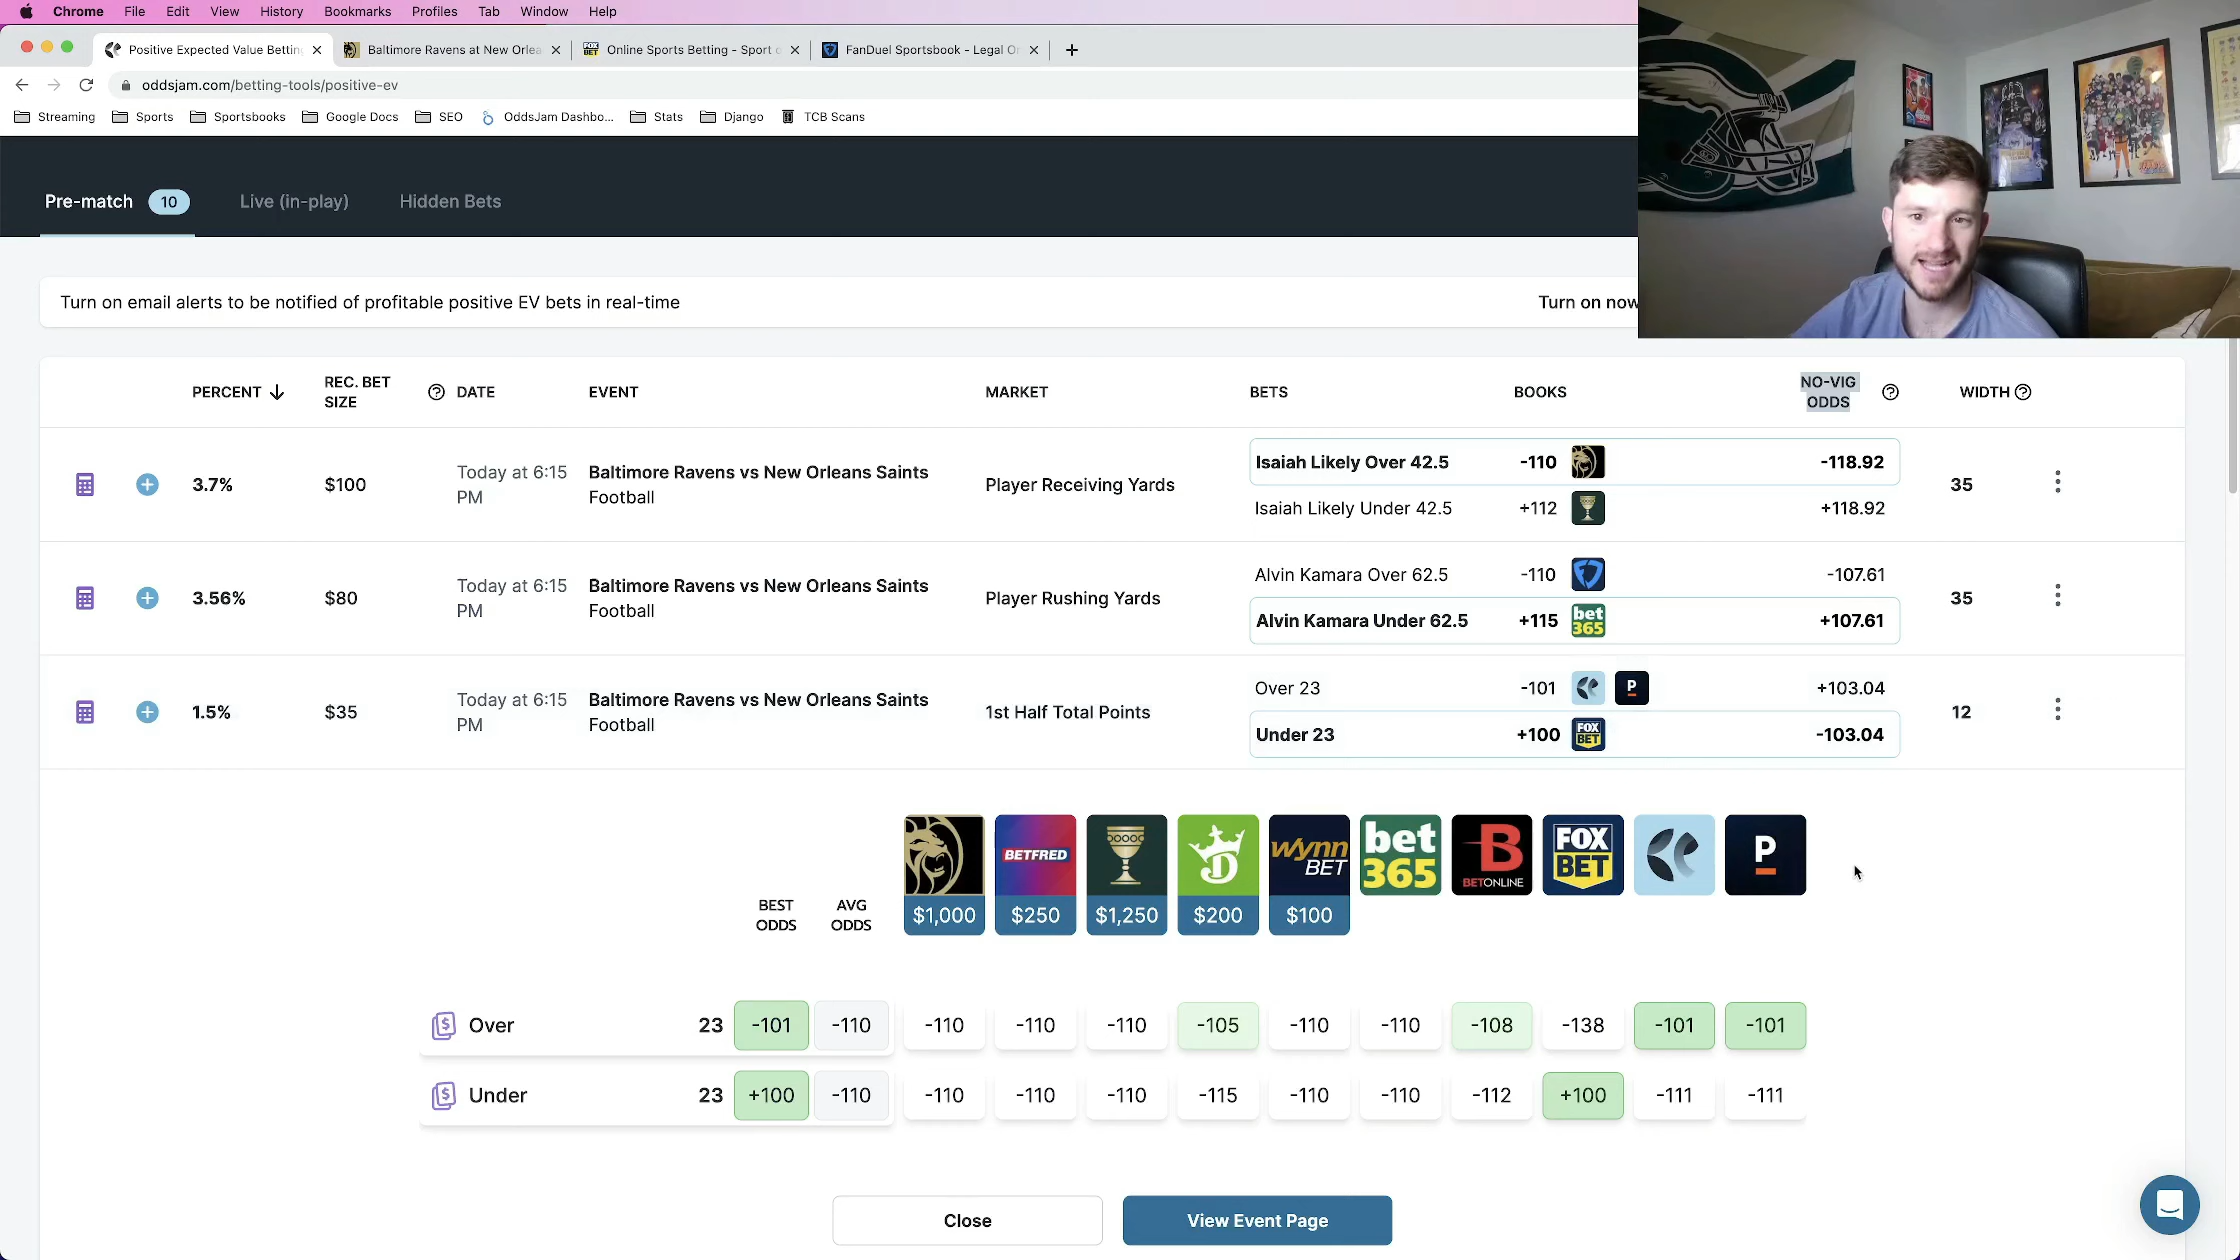 Chrome File Edit View History Bookmarks Profiles Tab Window Help
Positive Expected Value Betting
Baltimore Ravens at New Orlea
Online Sports Betting - Sport
FanDuel Sportsbook - Legal O
oddsjam.com/betting-tools/positive-ev
Streaming Sports Sportsbooks Google Docs SEO OddsJam Dashbo... Stats Django TCB Scans
Pre-match 10 Live (in-play) Hidden Bets
Turn on email alerts to be notified of profitable positive EV bets in real-time Turn on now
PERCENT REC. BET SIZE DATE EVENT MARKET BETS BOOKS NO-VIG ODDS WIDTH
3.7% $100 Today at 6:15 PM Baltimore Ravens vs New Orleans Saints Football Player Receiving Yards
Isaiah Likely Over 42.5 -110 -118.92
Isaiah Likely Under 42.5 +112 +118.92
35
3.56% $80 Today at 6:15 PM Baltimore Ravens vs New Orleans Saints Football Player Rushing Yards
Alvin Kamara Over 62.5 -110 -107.61
Alvin Kamara Under 62.5 +115 bet365 +107.61
35
1.5% $35 Today at 6:15 PM Baltimore Ravens vs New Orleans Saints Football 1st Half Total Points
Over 23 -101 P +103.04
Under 23 +100 FOX BET -103.04
12
BETFRED WynnBET bet365 B BETONLINE FOX BET P
BEST ODDS AVG ODDS $1,000 $250 $1,250 $200 $100
Over 23 -101 -110 -110 -110 -110 -105 -110 -110 -108 -138 -101 -101
Under 23 +100 -110 -110 -110 -110 -115 -110 -110 -112 +100 -111 -111
Close View Event Page